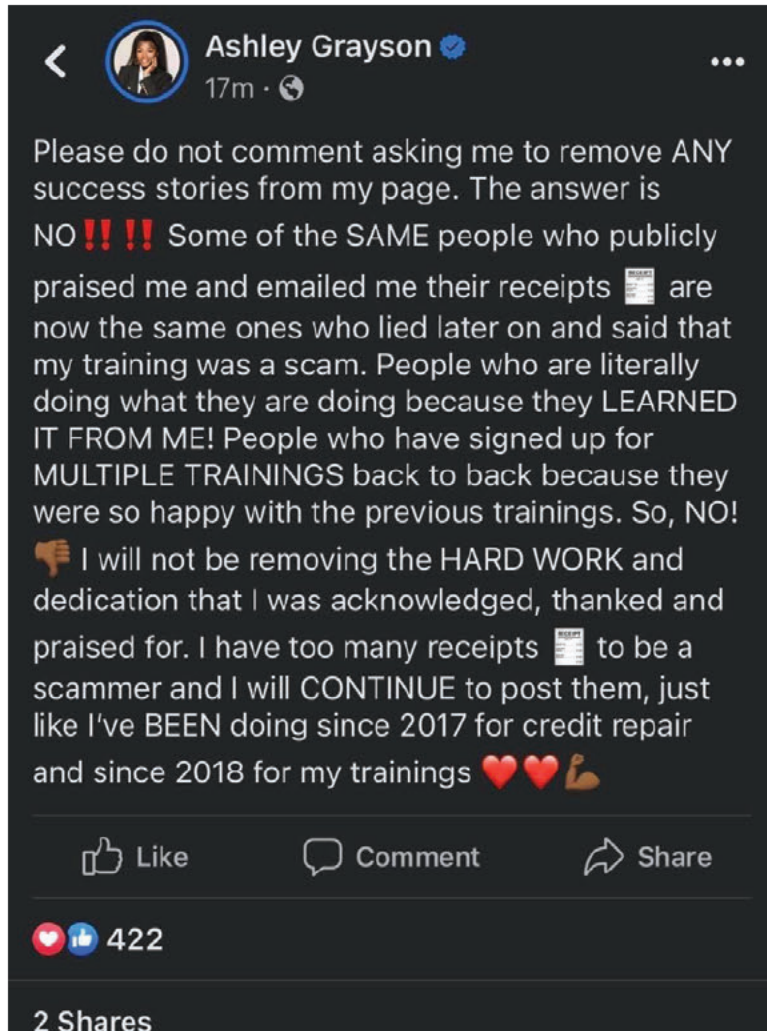 Ashley Grayson
17m ·
Please do not comment asking me to remove ANY
success stories from my page. The answer is
NO‼️ ‼️ Some of the SAME people who publicly
praised me and emailed me their receipts 🧾 are
now the same ones who lied later on and said that
my training was a scam. People who are literally
doing what they are doing because they LEARNED
IT FROM ME! People who have signed up for
MULTIPLE TRAININGS back to back because they
were so happy with the previous trainings. So, NO!
👎🏾 I will not be removing the HARD WORK and
dedication that I was acknowledged, thanked and
praised for. I have too many receipts 🧾 to be a
scammer and I will CONTINUE to post them, just
like I've BEEN doing since 2017 for credit repair
and since 2018 for my trainings ❤️❤️💪🏾
Like Comment Share
422
2 Shares